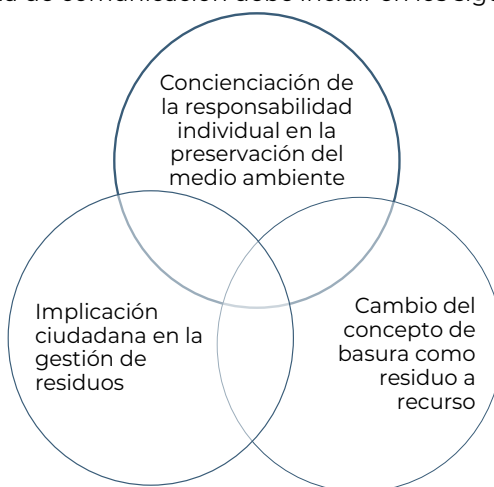 de comunicación debe incluir en los
Concienciación de
la responsabilidad
individual en la
preservación del
medio ambiente
Implicación
ciudadana en la
gestión de
residuos
Cambio del
concepto de
basura como
residuo a
recurso